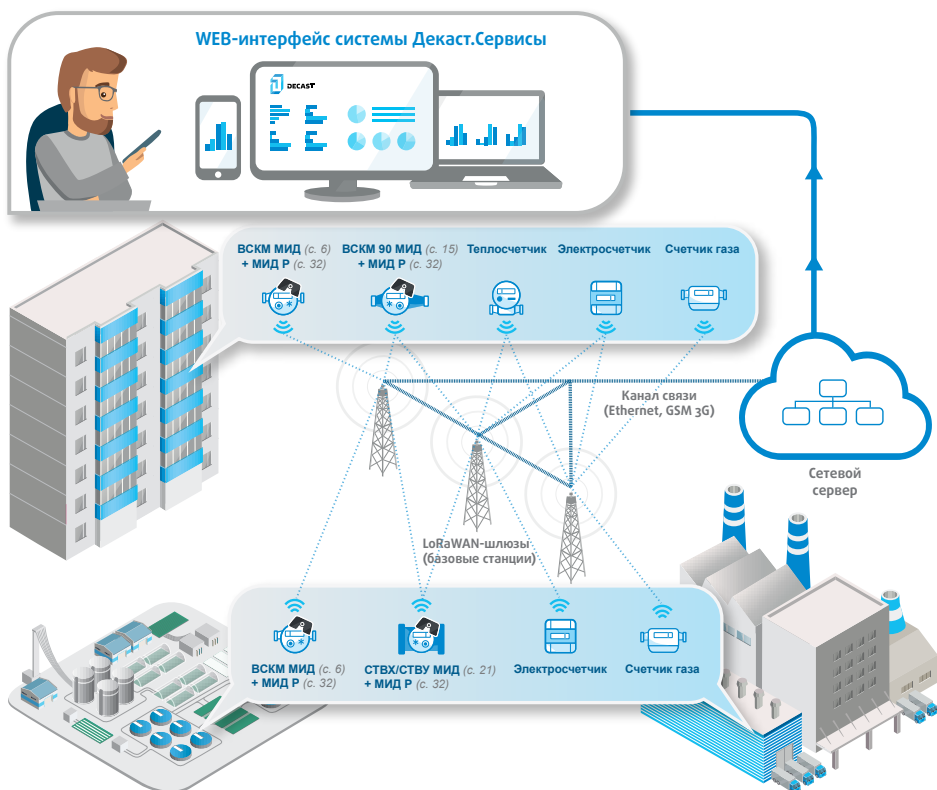 WEB-интерфейс системы Декаст.Сервисы
DECAST
ВСКМ МИД (с. 6)
+ МИД Р (с. 32)
ВСКМ 90 МИД (с. 15)
+ МИД Р (с. 32)
Теплосчетчик
Электросчетчик
Счетчик газа
Канал связи
(Ethernet, GSM 3G)
Сетевой
сервер
LoRaWAN-шлюзы
(базовые станции)
ВСКМ МИД (с. 6)
+ МИД Р (с. 32)
СТВХ/СТВУ МИД (с. 21)
+ МИД Р (с. 32)
Электросчетчик
Счетчик газа